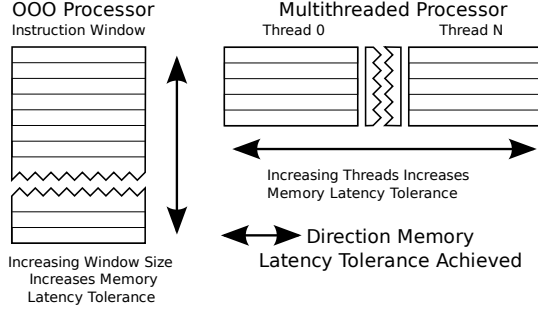 OOO Processor
Instruction Window
Increasing Window Size
Increases Memory
Latency Tolerance
Multithreaded Processor
Thread 0
Thread N
Increasing Threads Increases
Memory Latency Tolerance
Direction Memory
Latency Tolerance Achieved